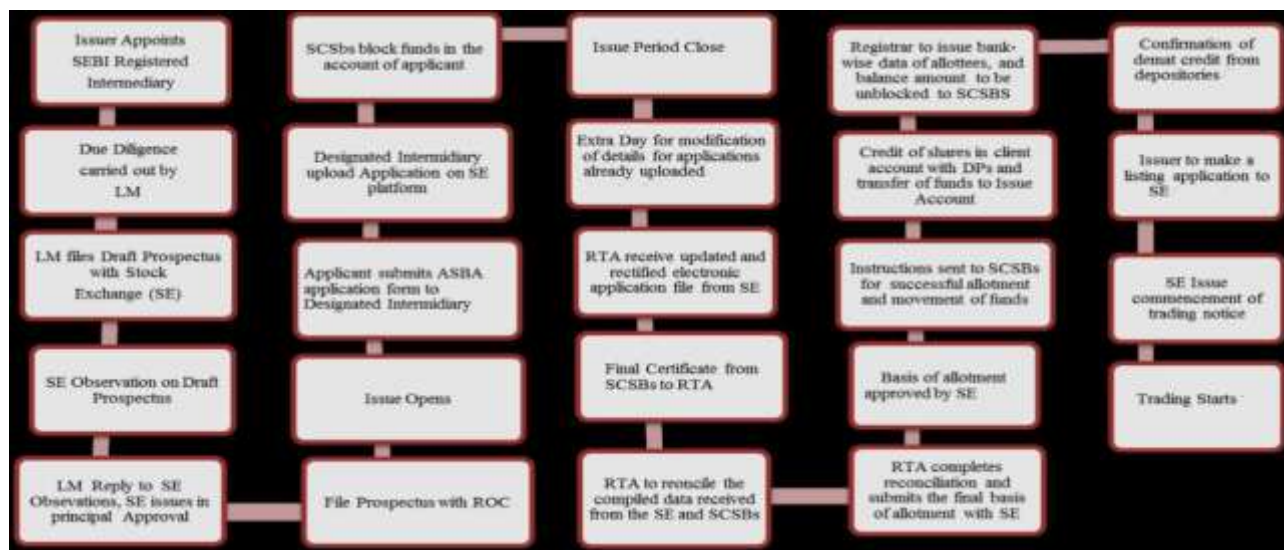 Issuer Appoints
SEBI Registered
Intermediary
Due Diligence
carried out by
LM
LM files Draft Prospectus
with Stock
Exchange (SE)
SE Observation on Draft
Prospectus
LM Reply to SE
Obsevations, SE issues in
principal Approval
File Prospectus with ROC
Issue Opens
Applicant submits ASBA
application form to
Designated Intermidiary
Designated Intermidiary
upload Application on SE
platform
SCSbs block funds in the
account of applicant
Issue Period Close
Extra Day for modification
of details for applications
already uploaded
RTA receive updated and
rectified electronic
application file from SE
Final Certificate from
SCSBs to RTA
RTA to reconcile the
compiled data received
from the SE and SCSBs
RTA completes
reconciliation and
submits the final basis
of allotment with SE
Basis of allotment
approved by SE
Instructions sent to SCSBs
for successful allotment
and movement of funds
Credit of shares in client
account with DPs and
transfer of funds to Issue
Account
Registrar to issue bank-
wise data of allottees, and
balance amount to be
unblocked to SCSBS
Confirmation of
demat credit from
depositories
Issuer to make a
listing application to
SE
SE Issue
commencement of
trading notice
Trading Starts